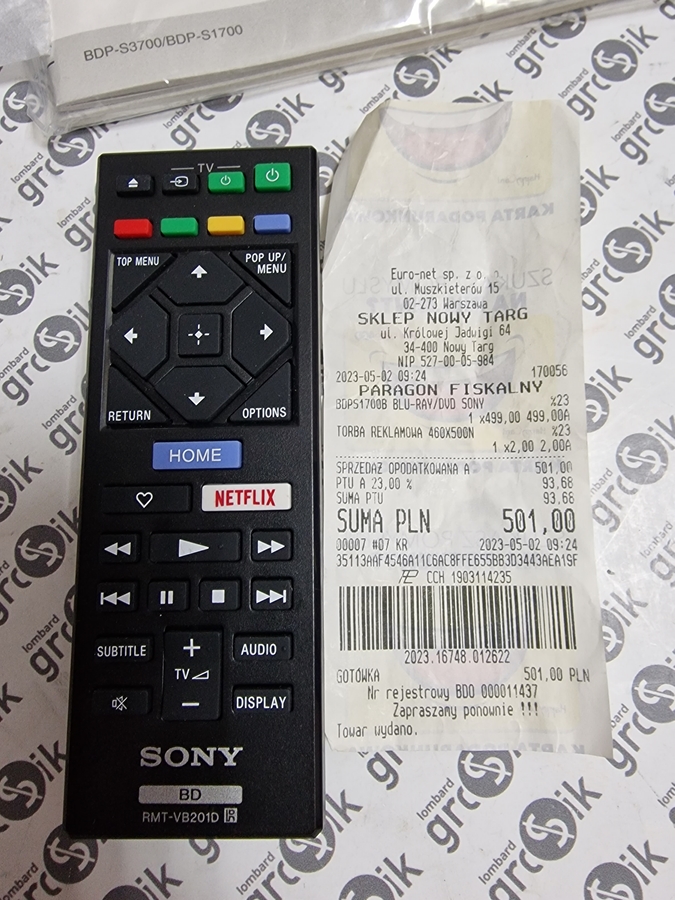 BDP-S3700/BDP-S1700
TV
TOP MENU
POP UP/
MENU
RETURN
OPTIONS
HOME
NETFLIX
SUBTITLE
AUDIO
TV
DISPLAY
SONY
BD
RMT-VB201D
KARTA PODARUNKOWA
Euro-net sp. z o.
ul. Muszkieterów 15
02-273 Warszawa
SKLEP NOWY TARG
ul. Królowej Jadwigi 64
34-400 Nowy Targ
NIP 527-00-05-984
2023-05-02 09:24 170056
PARAGON FISKALNY
BDPS1700B BLU-RAY/DVD SONY %23
1 x499,00 499,00A
TORBA REKLAMOWA 460X500N %23
1 x2,00 2,00A
SPRZEDAŻ OPODATKOWANA A 501,00
PTU A 23,00 % 93,68
SUMA PTU 93,68
SUMA PLN 501,00
00007 #07 KR 2023-05-02 09:24
35113AAF4546A11C6AC8FFE655BB3D3443AEA19F
CCH 1903114235
2023.16748.012622
GOTÓWKA 501,00 PLN
Nr rejestrowy BDO 000011437
Zapraszamy ponownie !!!
Towar wydano.
lombard
grosik